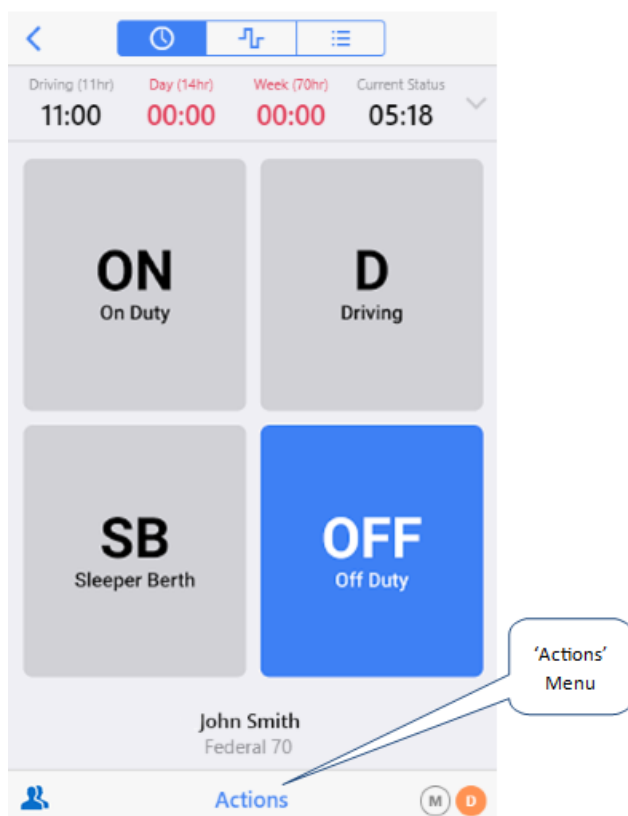 Driving (11hr) Day (14hr) Week (70hr) Current Status
11:00 00:00 00:00 05:18
ON D
On Duty Driving
SB OFF
Sleeper Berth Off Duty
‘Actions’
Menu
John Smith
Federal 70
Actions M D